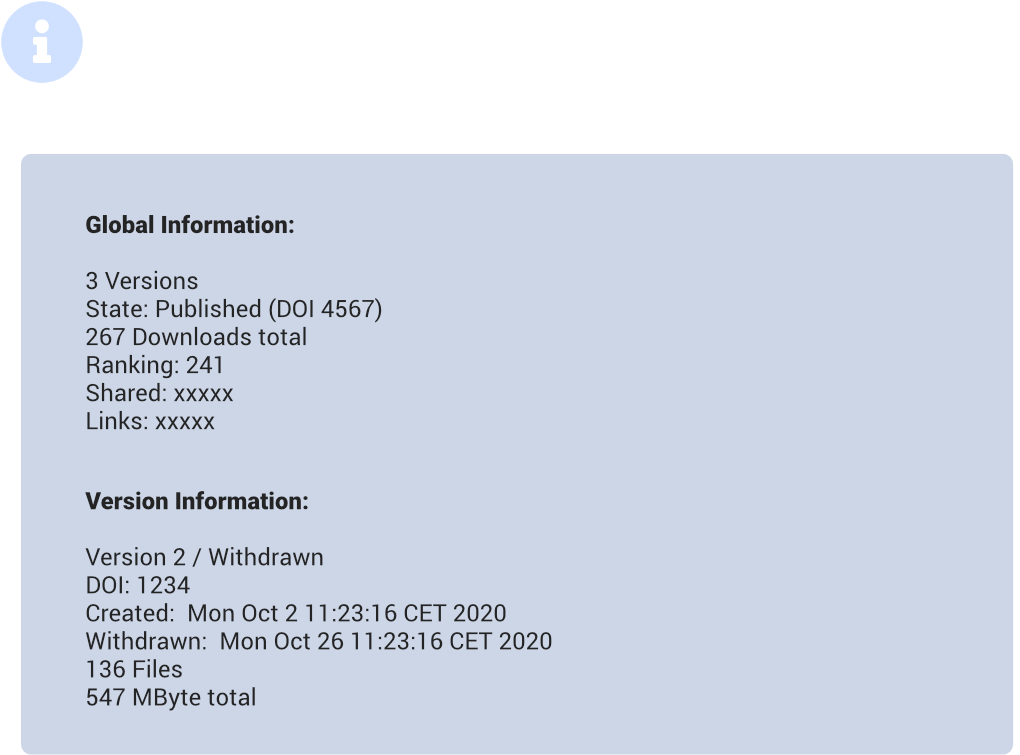 Global Information:
3 Versions
State: Published (DOI 4567)
267 Downloads total
Ranking: 241
Shared: xxxxx
Links: xxxxx
Version Information:
Version 2 / Withdrawn
DOI: 1234
Created:  Mon Oct 2 11:23:16 CET 2020
Withdrawn:  Mon Oct 26 11:23:16 CET 2020
136 Files
547 MByte total